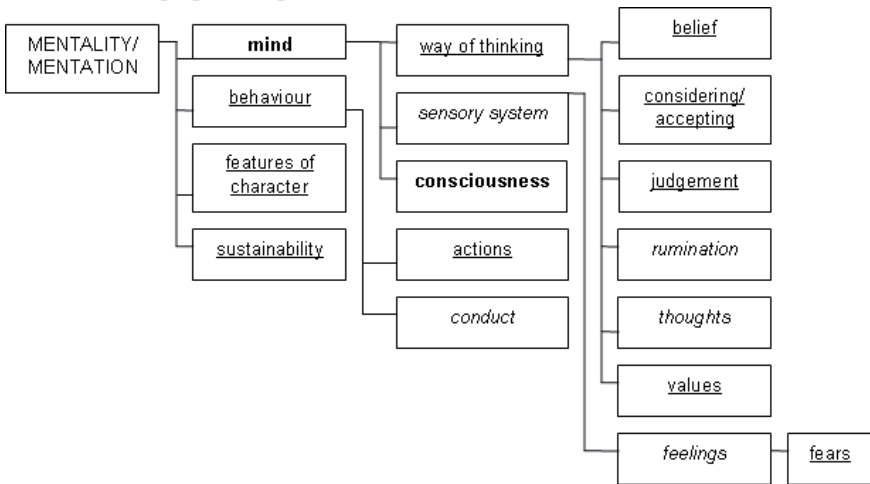 MENTALITY/
MENTATION
mind
behaviour
features of
character
sustainability
way of thinking
sensory system
consciousness
actions
conduct
belief
considering/
accepting
judgement
rumination
thoughts
values
feelings
fears